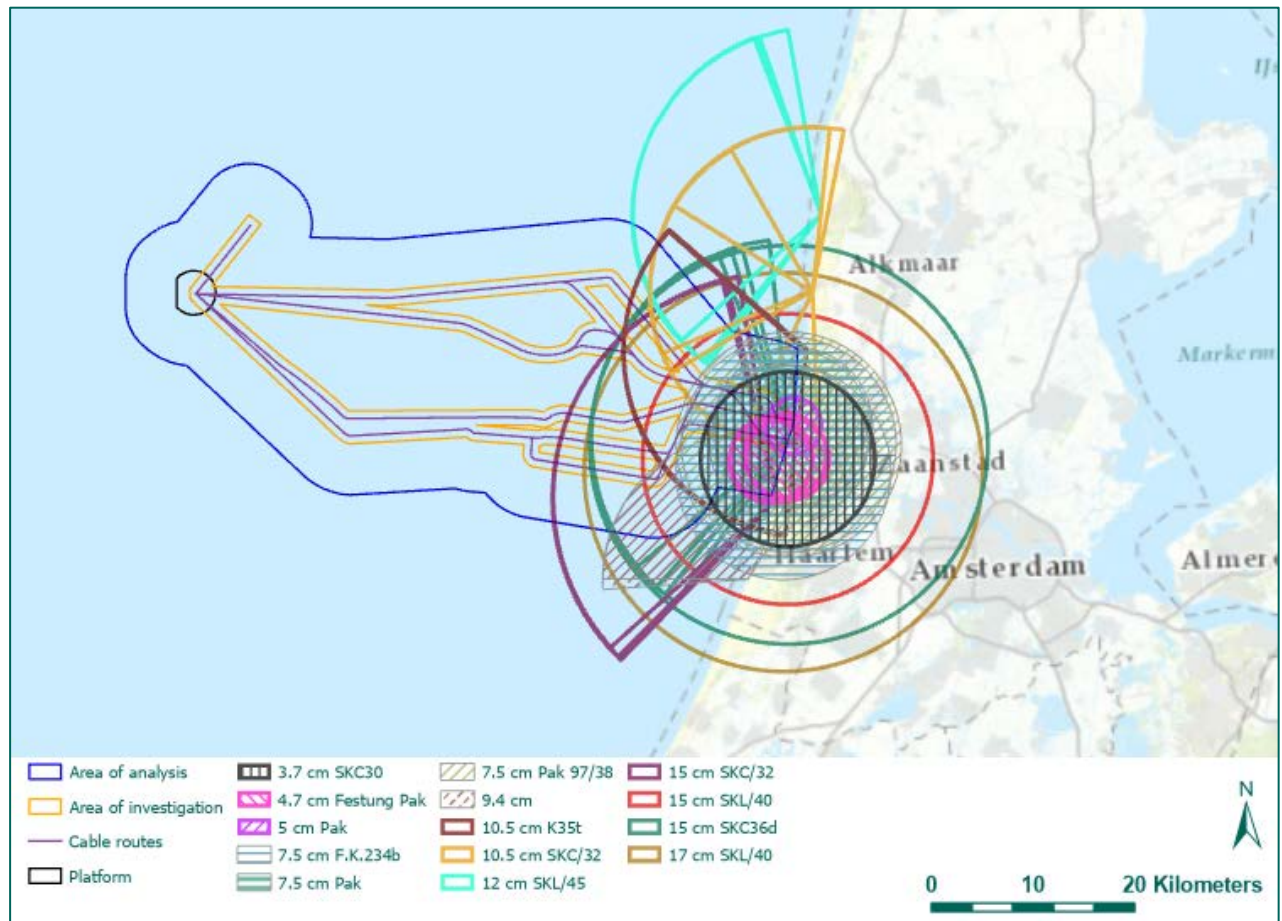 IJs
Alkmaar
Markerm
aanstad
Haarlem
Amsterdam
Almere
Area of analysis
Area of investigation
Cable routes
Platform
3.7 cm SKC30
4.7 cm Festung Pak
5 cm Pak
7.5 cm F.K.234b
7.5 cm Pak
7.5 cm Pak 97/38
9.4 cm
10.5 cm K35t
10.5 cm SKC/32
12 cm SKL/45
15 cm SKC/32
15 cm SKL/40
15 cm SKC36d
17 cm SKL/40
N
0 10 20 Kilometers